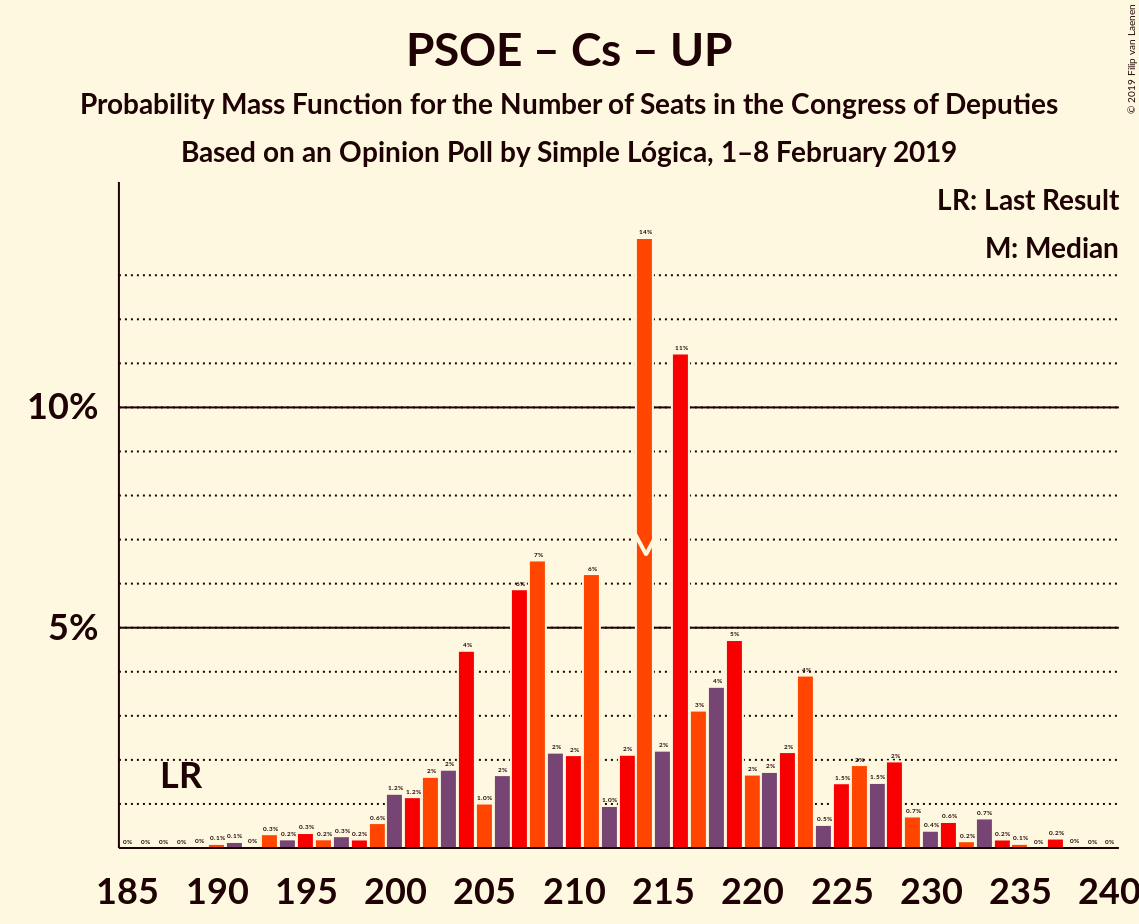 PSOE – Cs – UP
Probability Mass Function for the Number of Seats in the Congress of Deputies
Based on an Opinion Poll by Simple Lógica, 1–8 February 2019
© 2019 Filip van Laenen
LR: Last Result
M: Median
10%
5%
LR
M
0% 0% 0% 0% 0% 0.1% 0.1% 0% 0.3% 0.2% 0.3% 0.2% 0.3% 0.2% 0.6% 1.2% 1.2% 2% 2% 4% 1.0% 2% 6% 7% 2% 2% 6% 1.0% 2% 14% 2% 11% 3% 4% 5% 2% 2% 2% 4% 0.5% 1.5% 2% 1.5% 2% 0.7% 0.4% 0.6% 0.2% 0.7% 0.2% 0.1% 0% 0.2% 0% 0% 0%
185 190 195 200 205 210 215 220 225 230 235 240